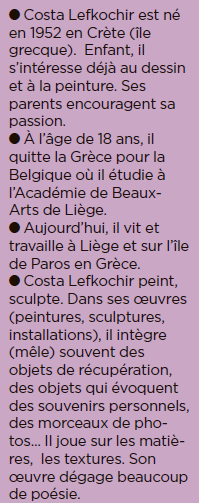 ● Costa Lefkochir est né
en 1952 en Crète (île
grecque).  Enfant, il
s'intéresse déjà au dessin
et à la peinture. Ses
parents encouragent sa
passion.
● À l'âge de 18 ans, il
quitte la Grèce pour la
Belgique où il étudie à
l'Académie de Beaux-
Arts de Liège.
● Aujourd'hui, il vit et
travaille à Liège et sur l'île
de Paros en Grèce.
● Costa Lefkochir peint,
sculpte. Dans ses œuvres
(peintures, sculptures,
installations), il intègre
(mêle) souvent des
objets de récupération,
des objets qui évoquent
des souvenirs personnels,
des morceaux de pho-
tos... Il joue sur les matiè-
res,  les textures. Son
œuvre dégage beaucoup
de poésie.